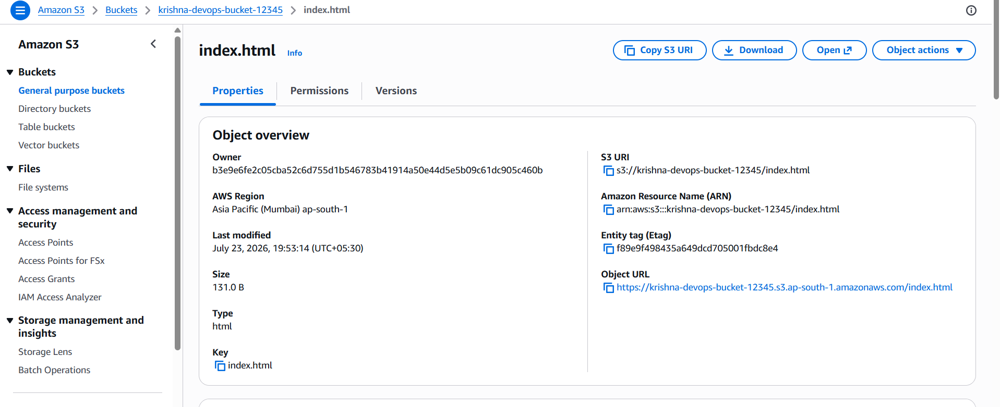 Amazon S3 > Buckets > krishna-devops-bucket-12345 > index.html
Amazon S3
Buckets
General purpose buckets
Directory buckets
Table buckets
Vector buckets
Files
File systems
Access management and
security
Access Points
Access Points for FSx
Access Grants
IAM Access Analyzer
Storage management and
insights
Storage Lens
Batch Operations
index.html Info
Copy S3 URI Download Open Object actions
Properties Permissions Versions
Object overview
Owner
b3e9e6fe2c05cba52c6d755d1b546783b41914a50e44d5e5b09c61dc905c460b
AWS Region
Asia Pacific (Mumbai) ap-south-1
Last modified
July 23, 2026, 19:53:14 (UTC+05:30)
Size
131.0 B
Type
html
Key
index.html
S3 URI
s3://krishna-devops-bucket-12345/index.html
Amazon Resource Name (ARN)
arn:aws:s3:::krishna-devops-bucket-12345/index.html
Entity tag (Etag)
f89e9f498435a649dcd705001fbdc8e4
Object URL
https://krishna-devops-bucket-12345.s3.ap-south-1.amazonaws.com/index.html